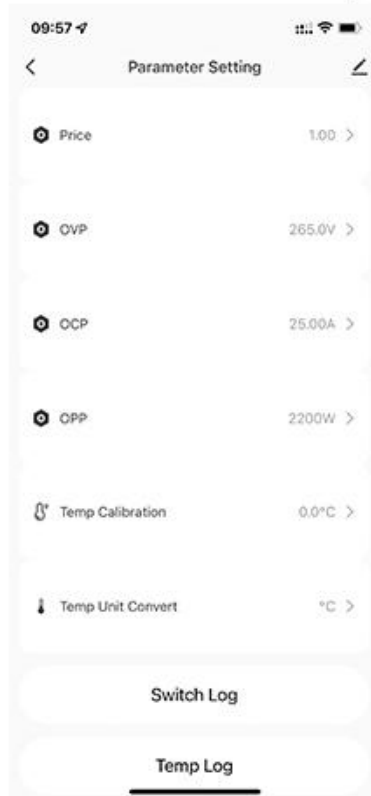 09:57
Parameter Setting
Price 1.00
OVP 265.0V
OCP 25.00A
OPP 2200W
Temp Calibration 0.0°C
Temp Unit Convert °C
Switch Log
Temp Log